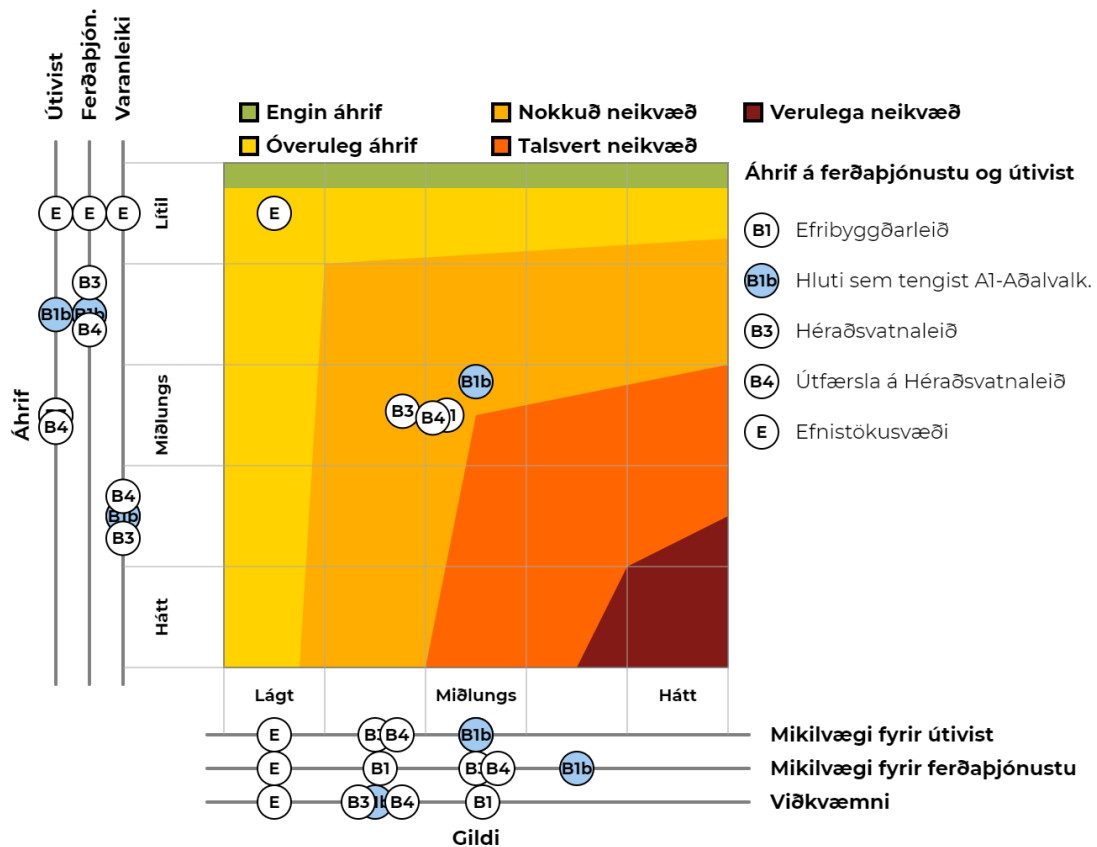 Útivist
Ferðaþjón.
Varanleiki
Engin áhrif
Nokkuð neikvæð
Verulega neikvæð
Óveruleg áhrif
Talsvert neikvæð
Áhrif á ferðaþjónustu og útivist
B1 Efribyggðarleið
B1b Hluti sem tengist A1-Aðalvalk.
B3 Héraðsvatnaleið
B4 Útfærsla á Héraðsvatnaleið
E Efnistökusvæði
E E E
Lítil
E
B3
B1b B1b
B4
B1b
Áhrif
Miðlungs
B3 B4
B4
B4
B1b
B3
Hátt
Lágt Miðlungs Hátt
E B4 B1b Mikilvægi fyrir útivist
E B1 B4 B1b Mikilvægi fyrir ferðaþjónustu
E B3 B4 B1 Viðkvæmni
Gildi